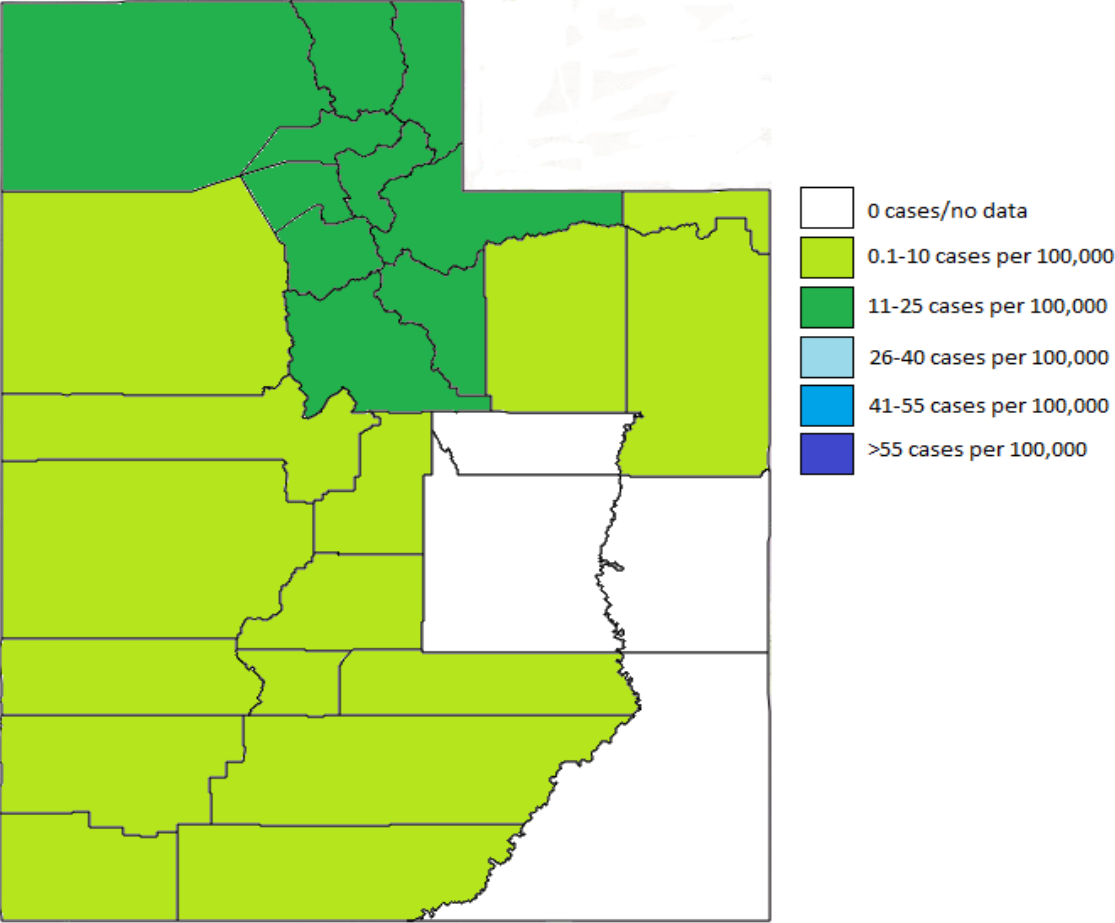 0 cases/no data
0.1-10 cases per 100,000
11-25 cases per 100,000
26-40 cases per 100,000
41-55 cases per 100,000
>55 cases per 100,000